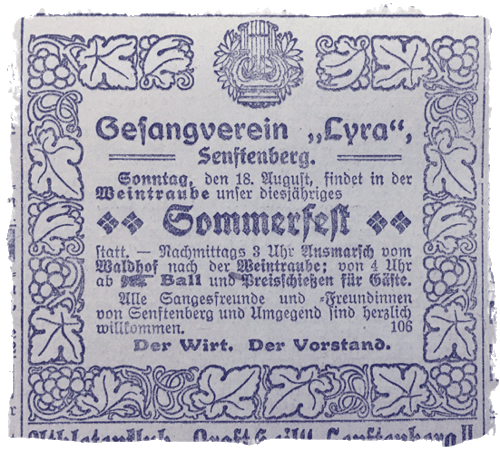 Gesangverein „Lyra“,
Senftenberg.
Sonntag, den 18. August, findet in der
Weintraube unser diesjähriges
Sommerfest
statt. — Nachmittags 3 Uhr Ausmarsch vom
Waldhof nach der Weintraube; von 4 Uhr
ab Ball und Preisschießen für Gäste.
Alle Sangesfreunde und =Freundinnen
von Senftenberg und Umgegend sind herzlich
willkommen. 106
Der Wirt. Der Vorstand.